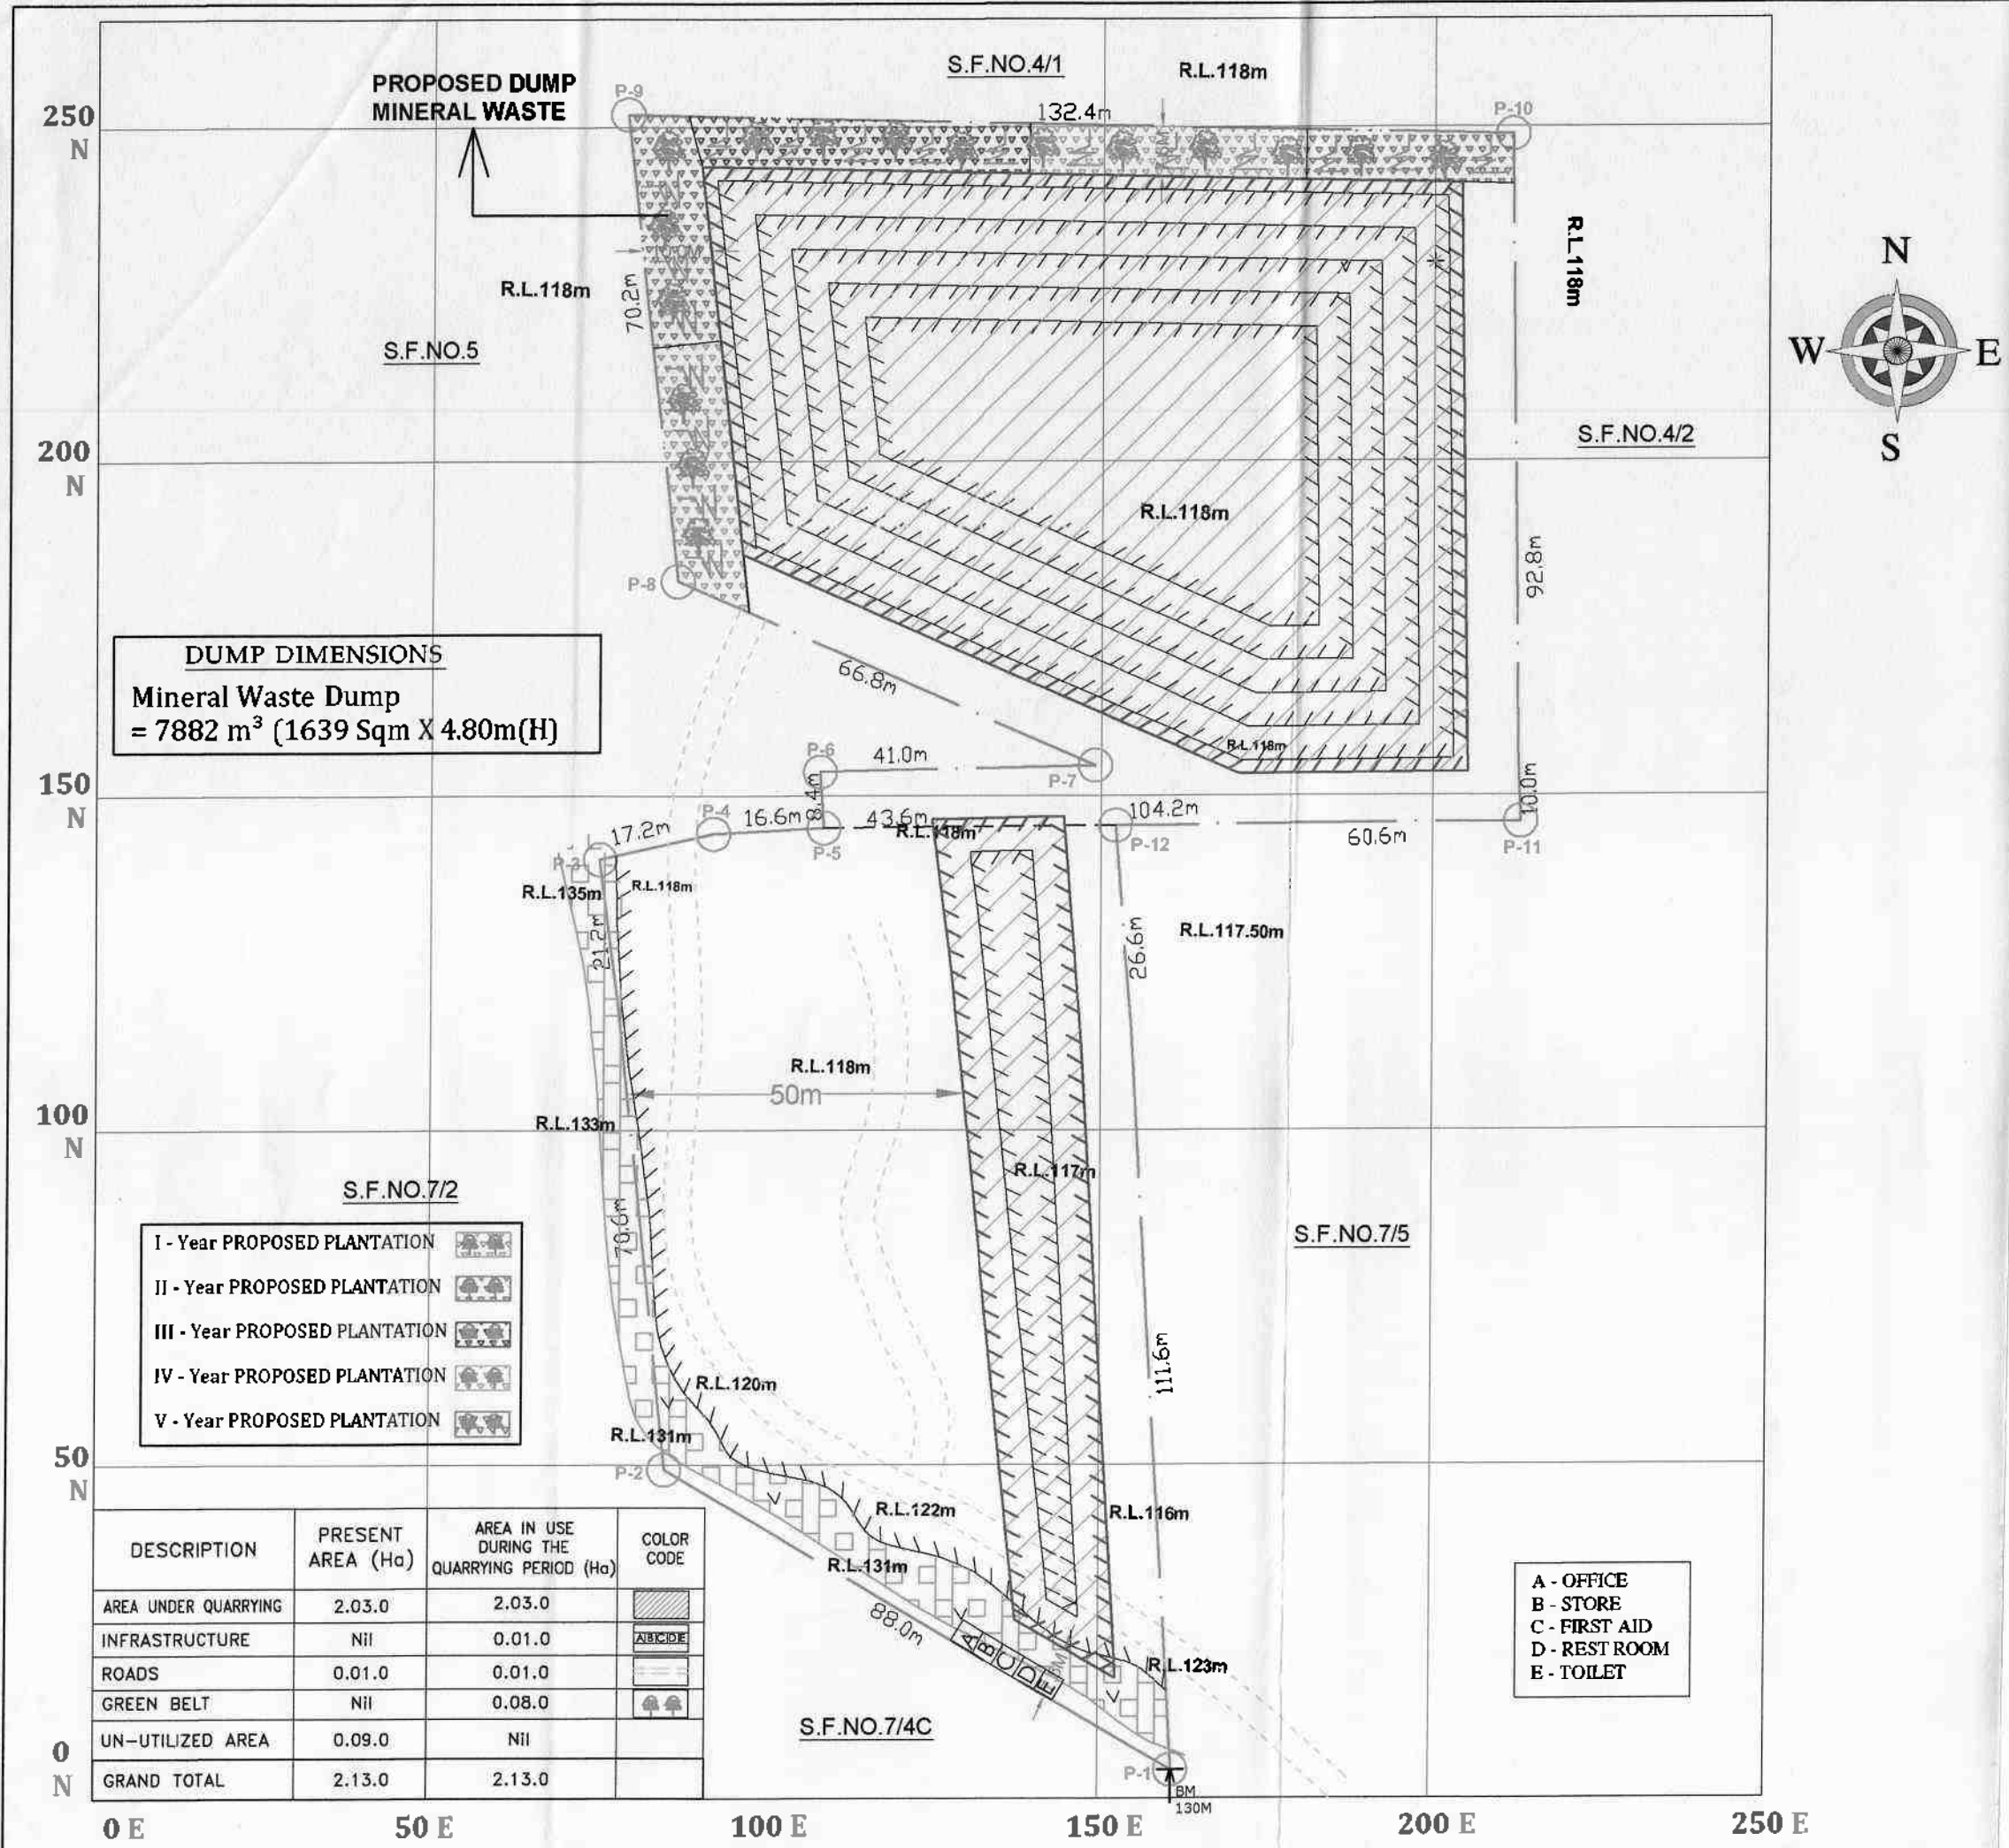 S.F.NO.4/1
R.L.118m
PROPOSED DUMP
MINERAL WASTE
P-9
132.4m
P-10
250
N
R.L.118m
70.2m
R.L.118m
S.F.NO.5
N
W
E
S
200
N
S.F.NO.4/2
R.L.118m
92.8m
P-8
DUMP DIMENSIONS
Mineral Waste Dump
= 7882 m³ (1639 Sqm X 4.80m(H)
66.8m
R.L.118m
P-6
41.0m
P-7
150
N
8.4m
10.0m
17.2m
P-4
16.6m
43.6m
R.L.118m
104.2m
60.6m
P-3
P-5
P-12
P-11
R.L.135m
R.L.118m
21.2m
26.6m
R.L.117.50m
R.L.118m
50m
100
N
R.L.133m
R.L.117m
S.F.NO.7/2
70.6m
S.F.NO.7/5
I - Year PROPOSED PLANTATION
II - Year PROPOSED PLANTATION
III - Year PROPOSED PLANTATION
IV - Year PROPOSED PLANTATION
V - Year PROPOSED PLANTATION
R.L.120m
111.6m
R.L.131m
50
N
P-2
R.L.122m
R.L.116m
R.L.131m
88.0m
A B C D E
R.L.123m
S.F.NO.7/4C
P-1
BM
130M
DESCRIPTION PRESENT AREA (Ha) AREA IN USE DURING THE QUARRYING PERIOD (Ha) COLOR CODE
AREA UNDER QUARRYING 2.03.0 2.03.0
INFRASTRUCTURE Nil 0.01.0 ABCDE
ROADS 0.01.0 0.01.0
GREEN BELT Nil 0.08.0
UN-UTILIZED AREA 0.09.0 Nil
GRAND TOTAL 2.13.0 2.13.0
A - OFFICE
B - STORE
C - FIRST AID
D - REST ROOM
E - TOILET
0
N
0 E
50 E
100 E
150 E
200 E
250 E